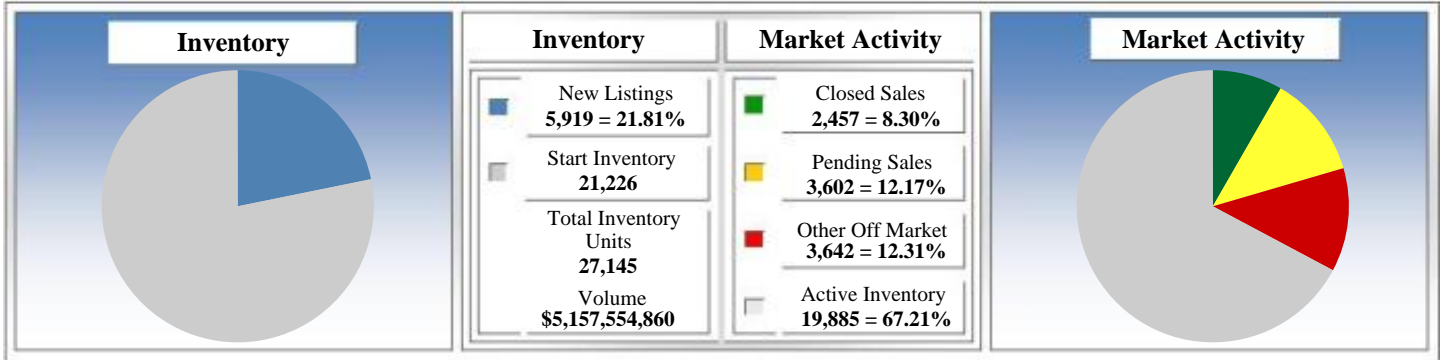 Inventory
Inventory
New Listings
5,919 = 21.81%
Start Inventory
21,226
Total Inventory
Units
27,145
Volume
$5,157,554,860
Market Activity
Closed Sales
2,457 = 8.30%
Pending Sales
3,602 = 12.17%
Other Off Market
3,642 = 12.31%
Active Inventory
19,885 = 67.21%
Market Activity